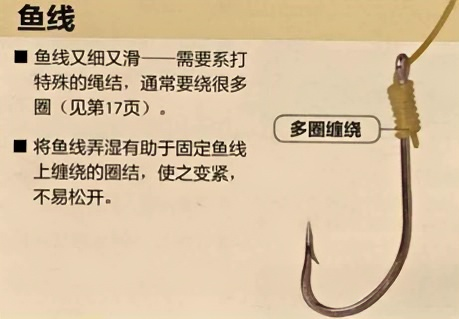 鱼线
■ 鱼线又细又滑——需要系打
特殊的绳结，通常要绕很多
圈（见第17页）。
■ 将鱼线弄湿有助于固定鱼线
上缠绕的圈结，使之变紧，
不易松开。
多圈缠绕